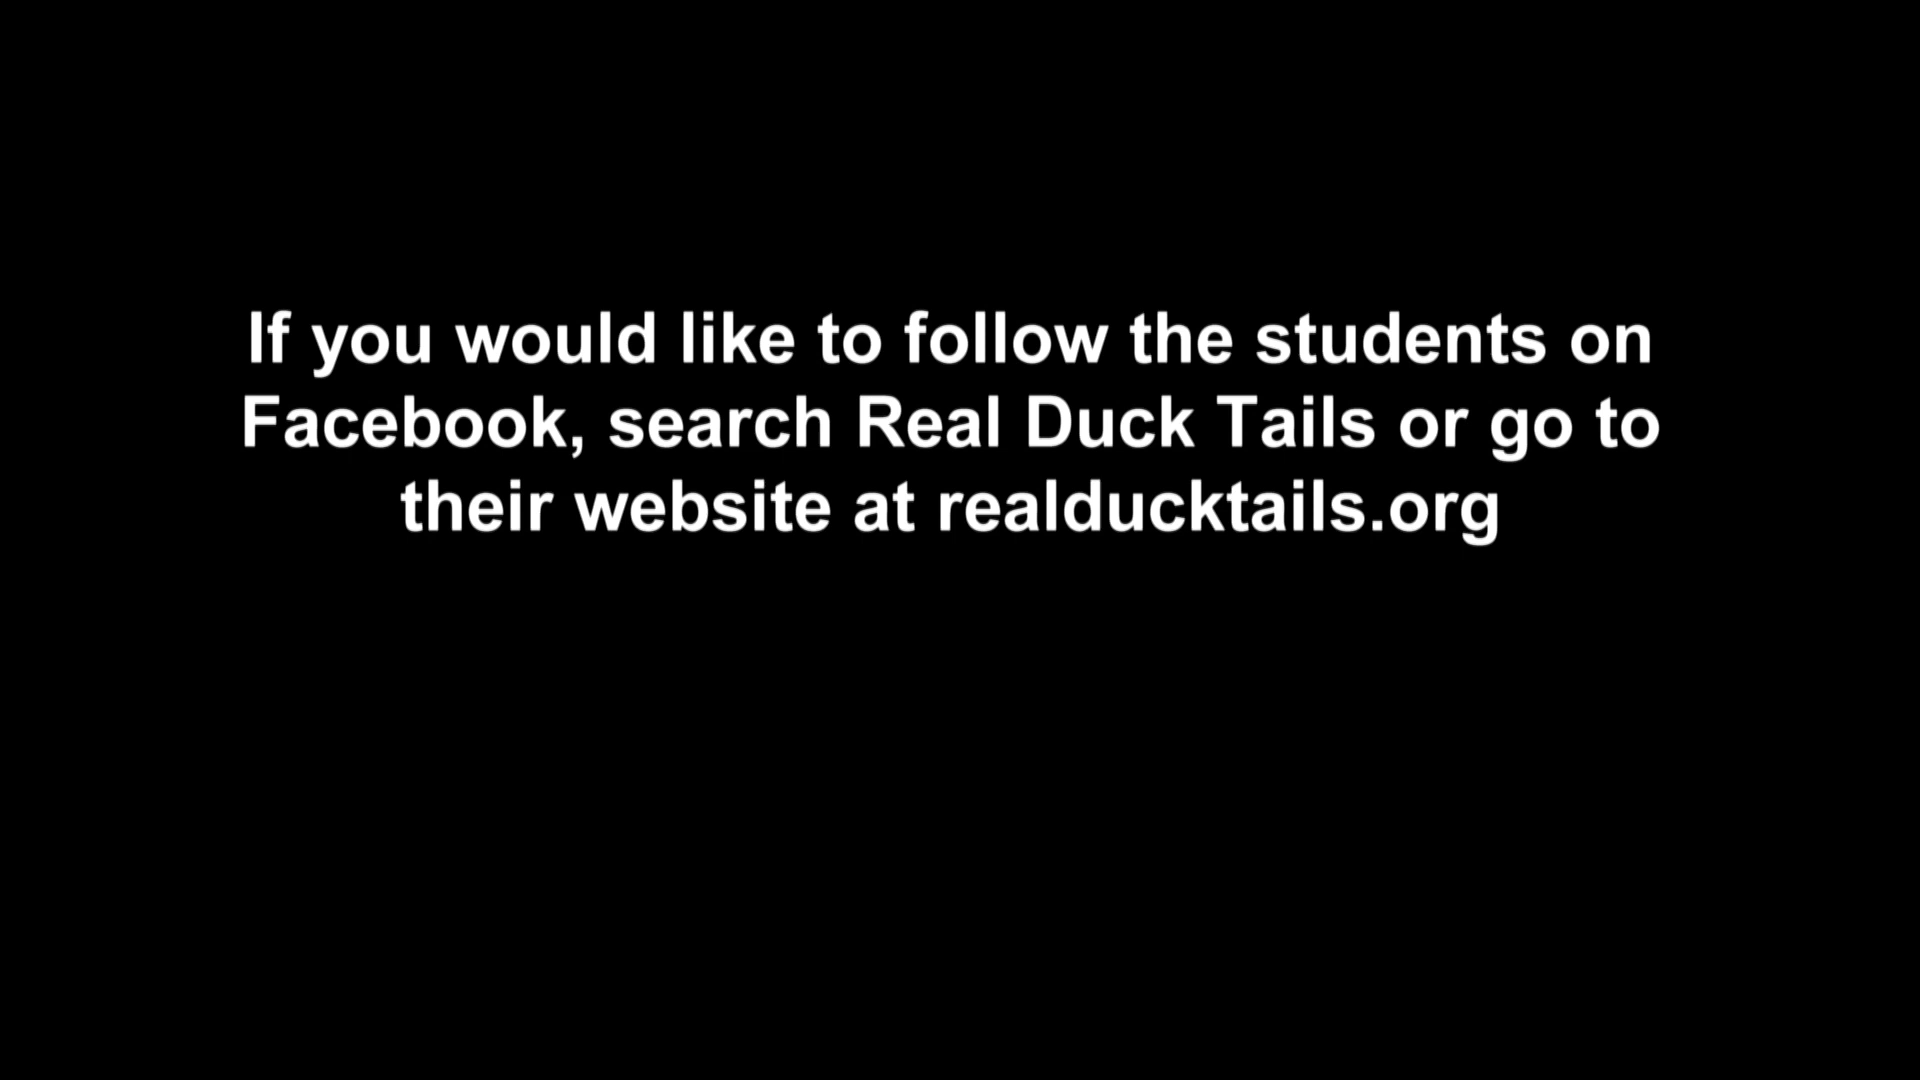 If you would like to follow the students on
Facebook, search Real Duck Tails or go to
their website at realducktails.org